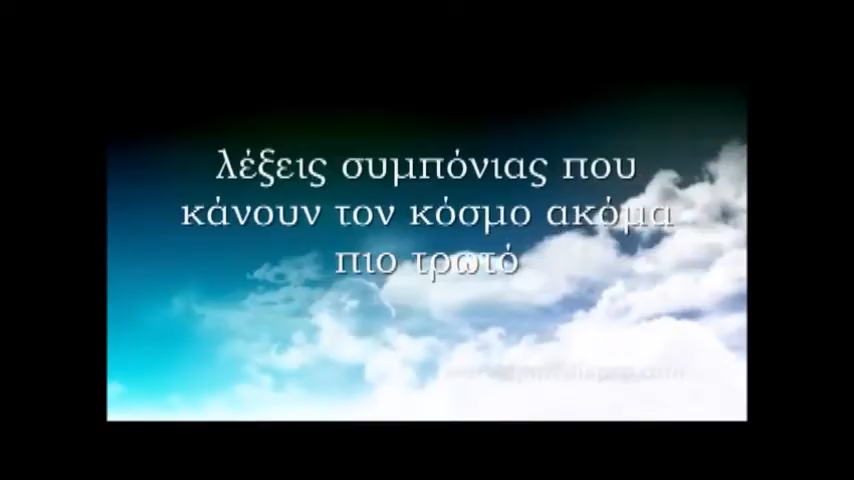 λέξεις συμπόνιας που
κάνουν τον κόσμο ακόμα
πιο τρωτό